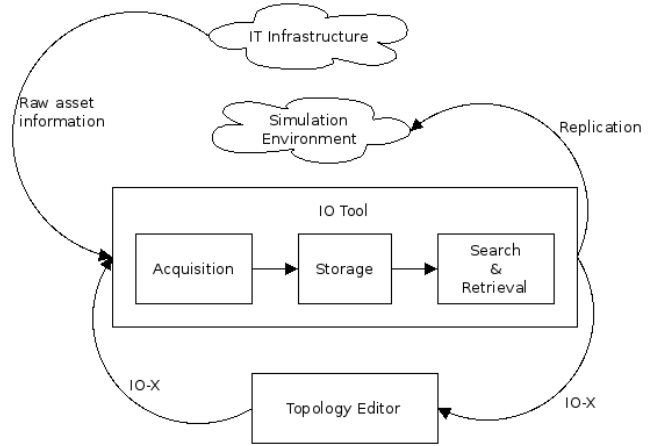 IT Infrastructure
Raw asset
information
Simulation
Environment
Replication
IO Tool
Acquisition
Storage
Search
&
Retrieval
IO-X
Topology Editor
IO-X